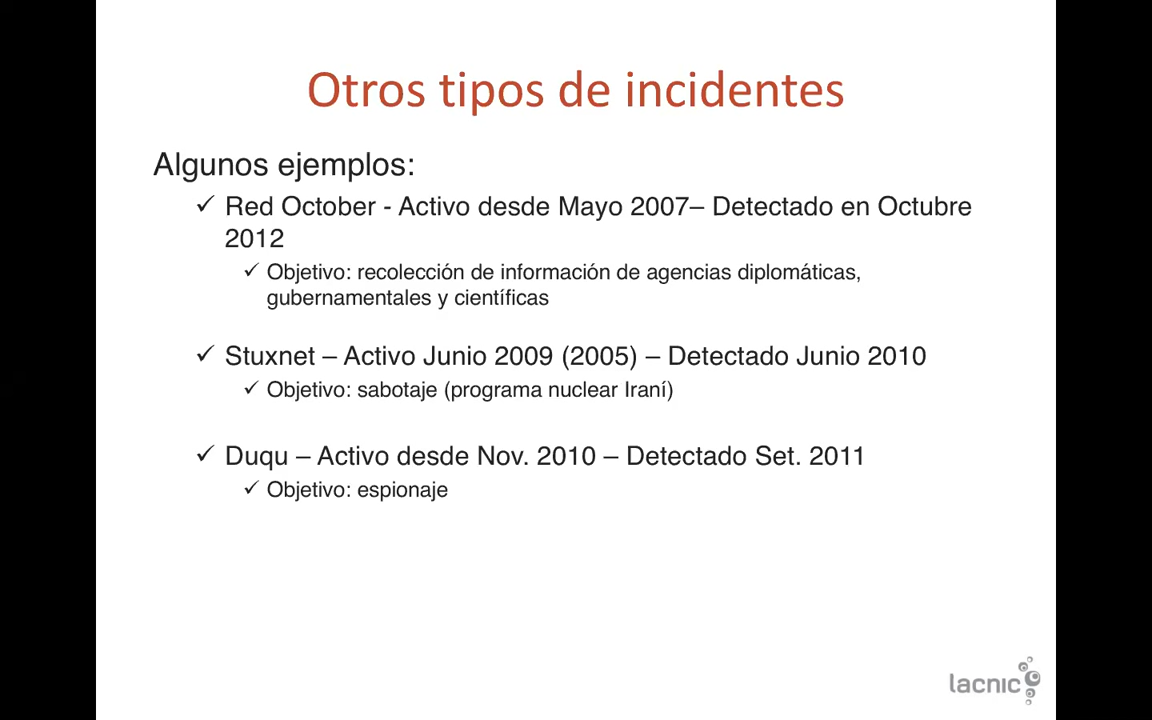 Otros tipos de incidentes
Algunos ejemplos:
✓ Red October - Activo desde Mayo 2007– Detectado en Octubre
2012
✓ Objetivo: recolección de información de agencias diplomáticas,
gubernamentales y científicas
✓ Stuxnet – Activo Junio 2009 (2005) – Detectado Junio 2010
✓ Objetivo: sabotaje (programa nuclear Iraní)
✓ Duqu – Activo desde Nov. 2010 – Detectado Set. 2011
✓ Objetivo: espionaje
lacnic